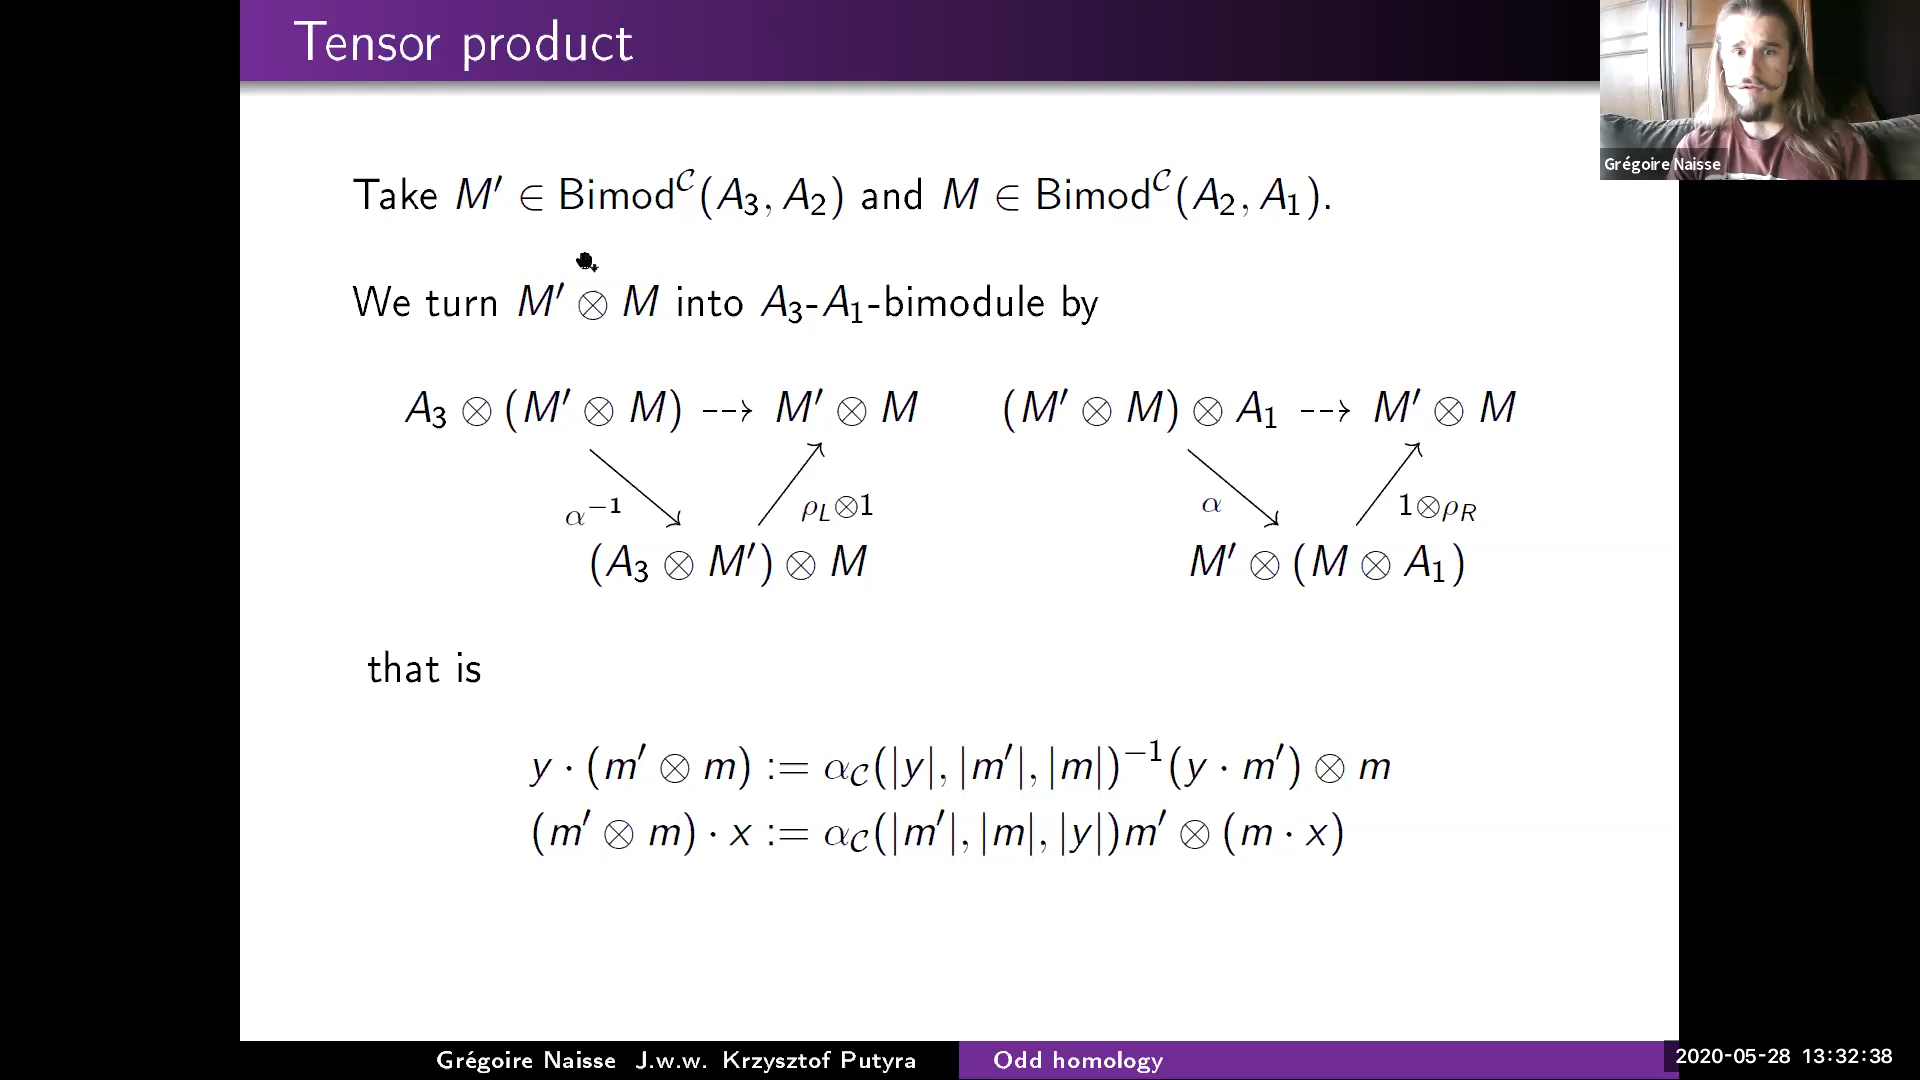 Tensor product
Grégoire Naisse
Take M′ ∈ Bimod^𝒞(A₃, A₂) and M ∈ Bimod^𝒞(A₂, A₁).
We turn M′ ⊗ M into A₃-A₁-bimodule by
A₃ ⊗ (M′ ⊗ M) ⇢ M′ ⊗ M (M′ ⊗ M) ⊗ A₁ ⇢ M′ ⊗ M
α⁻¹ ρ_L⊗1 α 1⊗ρ_R
(A₃ ⊗ M′) ⊗ M M′ ⊗ (M ⊗ A₁)
that is
y · (m′ ⊗ m) := α_𝒞(|y|, |m′|, |m|)⁻¹(y · m′) ⊗ m
(m′ ⊗ m) · x := α_𝒞(|m′|, |m|, |y|)m′ ⊗ (m · x)
Grégoire Naisse J.w.w. Krzysztof Putyra Odd homology
2020-05-28 13:32:38